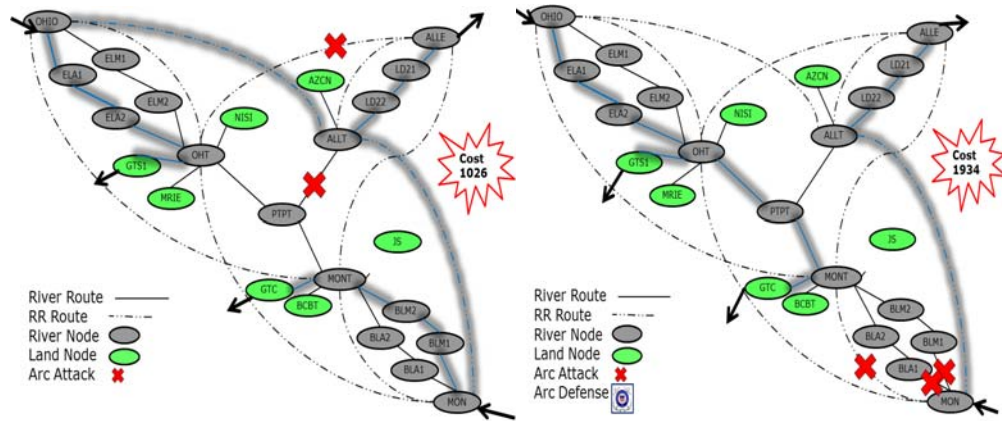 OHIO
ELM1
ELA1
ELM2
ELA2
OHT
NISI
GTS1
MRIE
AZCN
ALLE
LD21
LD22
ALLT
Cost
1026
PTPT
JS
MONT
GTC
BCBT
BLM2
BLA2
BLM1
BLA1
MON
River Route
RR Route
River Node
Land Node
Arc Attack
OHIO
ELM1
ELA1
ELM2
ELA2
OHT
NISI
GTS1
MRIE
AZCN
ALLE
LD21
LD22
ALLT
Cost
1934
PTPT
JS
MONT
GTC
BCBT
BLM2
BLA2
BLM1
BLA1
MON
River Route
RR Route
River Node
Land Node
Arc Attack
Arc Defense